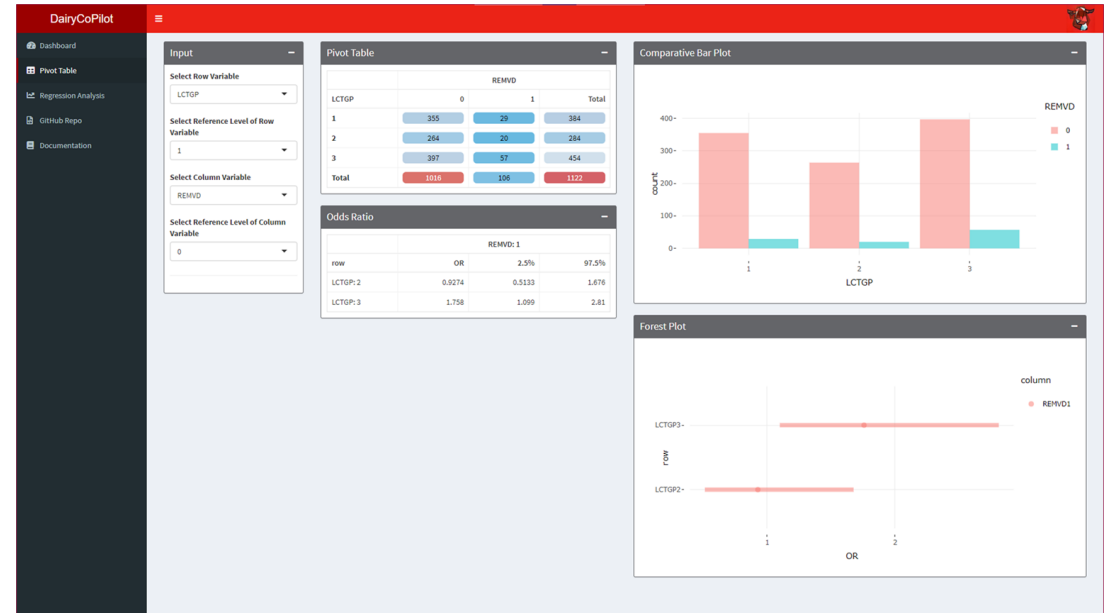 DairyCoPilot
Dashboard
Pivot Table
Regression Analysis
GitHub Repo
Documentation
Input
Select Row Variable
LCTGP
Select Reference Level of Row
Variable
1
Select Column Variable
REMVD
Select Reference Level of Column
Variable
0
Pivot Table
REMVD
LCTGP 0 1 Total
1 355 29 384
2 264 20 284
3 397 57 454
Total 1016 106 1122
Odds Ratio
REMVD: 1
row OR 2.5% 97.5%
LCTGP: 2 0.9274 0.5133 1.676
LCTGP: 3 1.758 1.099 2.81
Comparative Bar Plot
REMVD
0
1
400
300
200
100
0
count
1 2 3
LCTGP
Forest Plot
column
REMVD1
LCTGP3
LCTGP2
row
1 2
OR